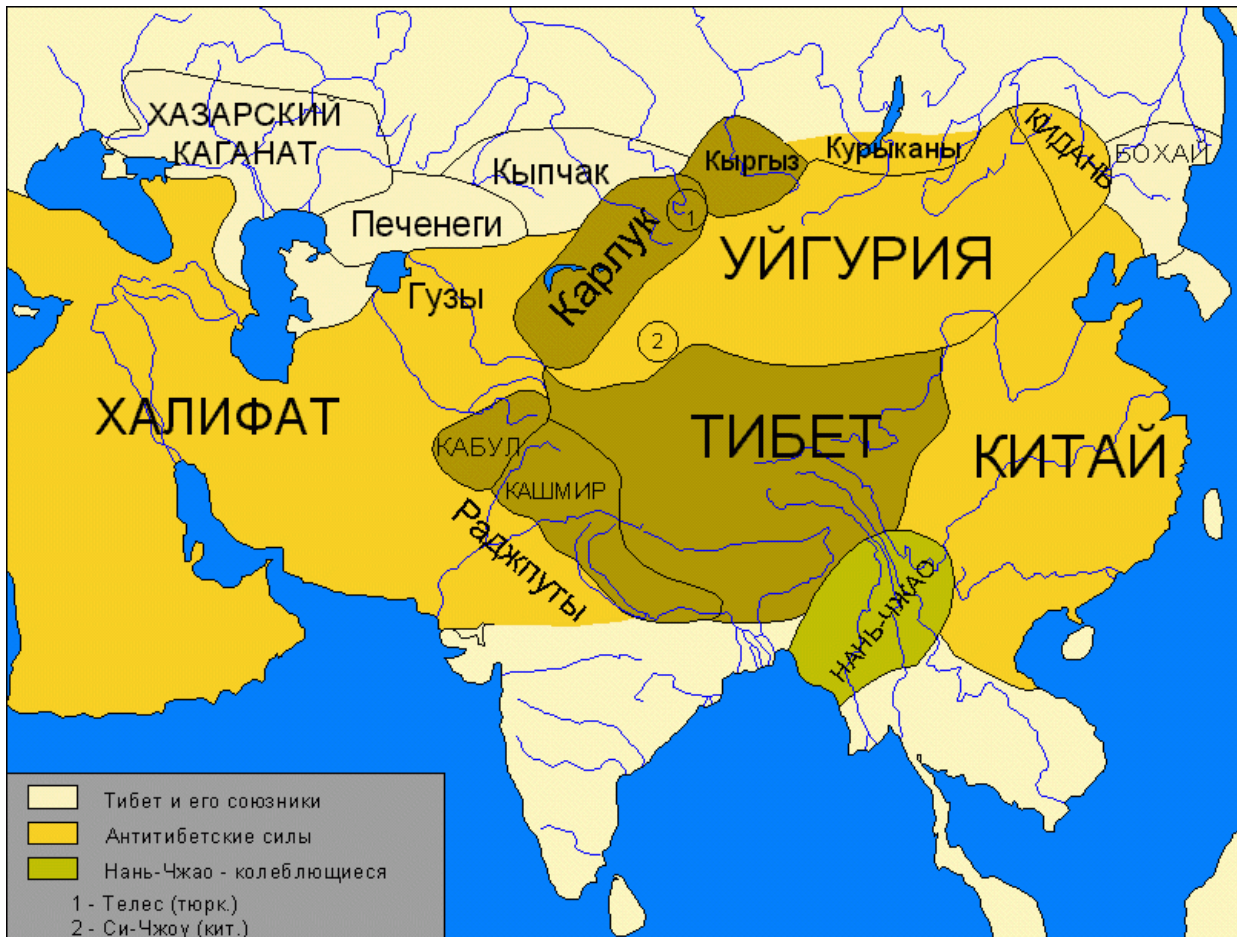 ХАЗАРСКИЙ
КАГАНАТ
Кыпчак
Кыргыз
Курыканы
КИДАНЬ
БОХАЙ
Печенеги
1
Карлук
УЙГУРИЯ
Гузы
2
ХАЛИФАТ
ТИБЕТ
КИТАЙ
КАБУЛ
КАШМИР
Раджпуты
НАНЬ-ЧЖАО
Тибет и его союзники
Антитибетские силы
Нань-Чжао - колеблющиеся
1 - Телес (тюрк.)
2 - Си-Чжоу (кит.)